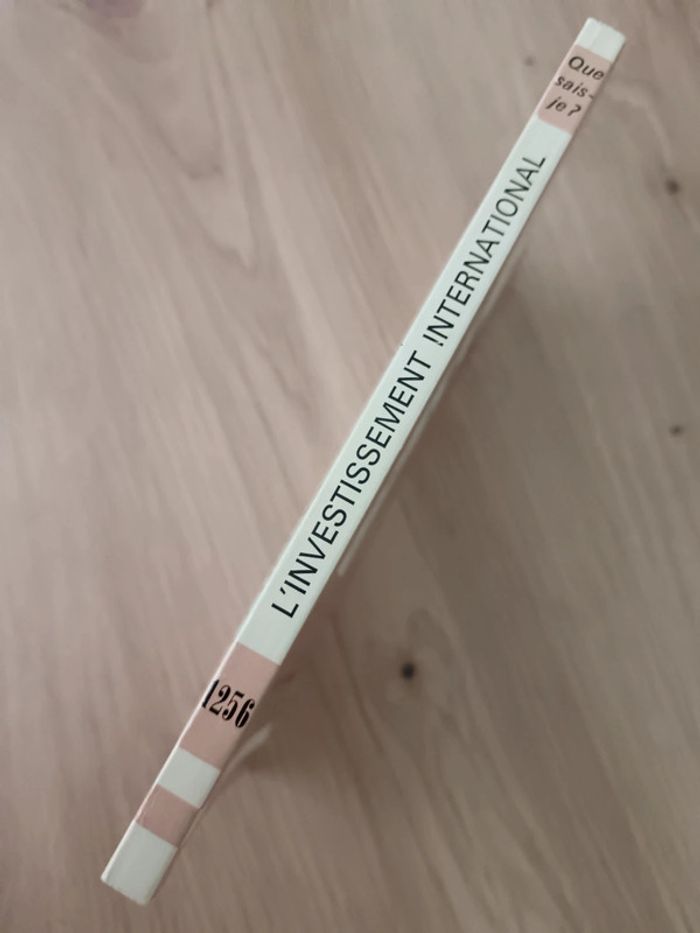 Que
sais-
je?
L'INVESTISSEMENT INTERNATIONAL
1256